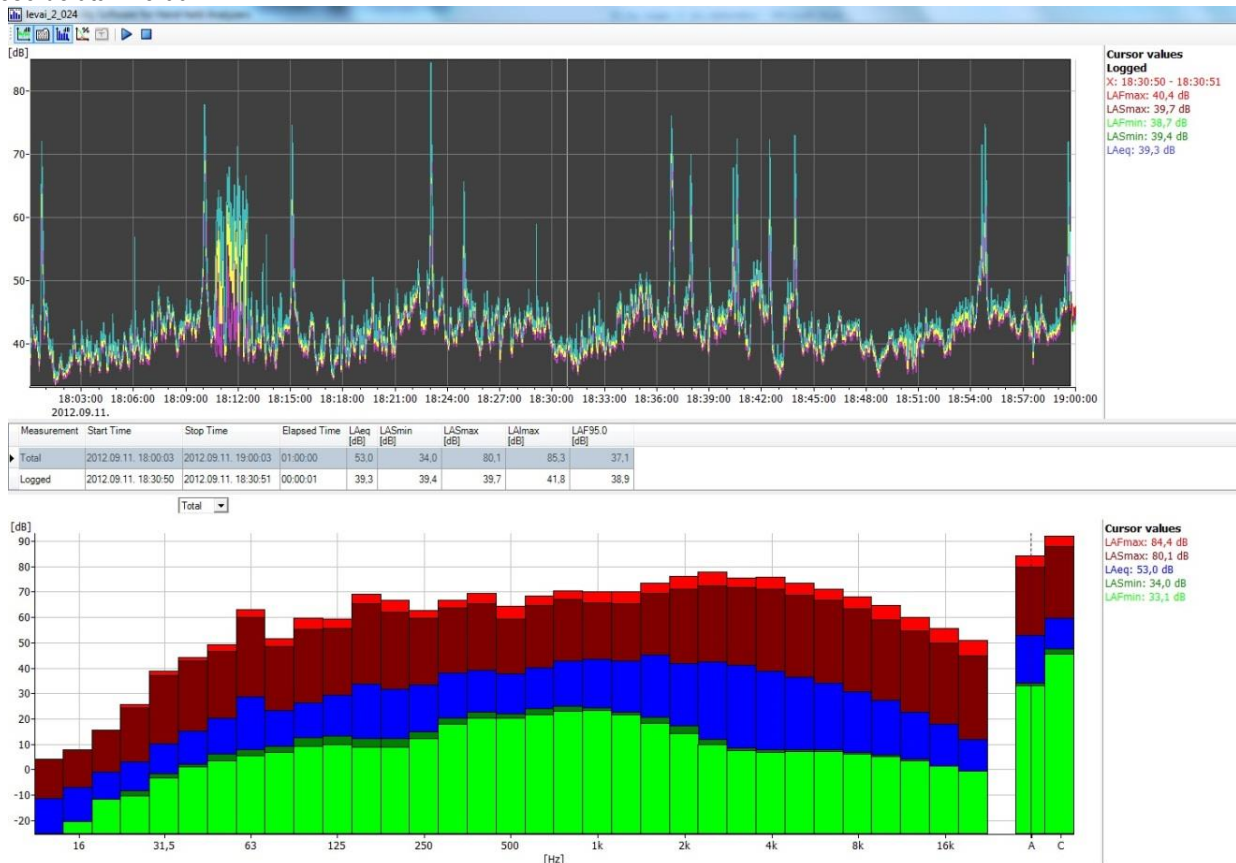 levai_2_024
[dB]
80
70
60
50
40
18:03:00 18:06:00 18:09:00 18:12:00 18:15:00 18:18:00 18:21:00 18:24:00 18:27:00 18:30:00 18:33:00 18:36:00 18:39:00 18:42:00 18:45:00 18:48:00 18:51:00 18:54:00 18:57:00 19:00:00
2012.09.11.
Cursor values
Logged
X: 18:30:50 - 18:30:51
LAFmax: 40,4 dB
LASmax: 39,7 dB
LAFmin: 38,7 dB
LASmin: 39,4 dB
LAeq: 39,3 dB
Measurement Start Time Stop Time Elapsed Time LAeq [dB] LASmin [dB] LASmax [dB] LAImax [dB] LAF95.0 [dB]
Total 2012.09.11. 18:00:03 2012.09.11. 19:00:03 01:00:00 53,0 34,0 80,1 85,3 37,1
Logged 2012.09.11. 18:30:50 2012.09.11. 18:30:51 00:00:01 39,3 39,4 39,7 41,8 38,9
Total
[dB]
90
80
70
60
50
40
30
20
10
0
-10
-20
16 31,5 63 125 250 500 1k 2k 4k 8k 16k A C
[Hz]
Cursor values
LAFmax: 84,4 dB
LASmax: 80,1 dB
LAeq: 53,0 dB
LASmin: 34,0 dB
LAFmin: 33,1 dB